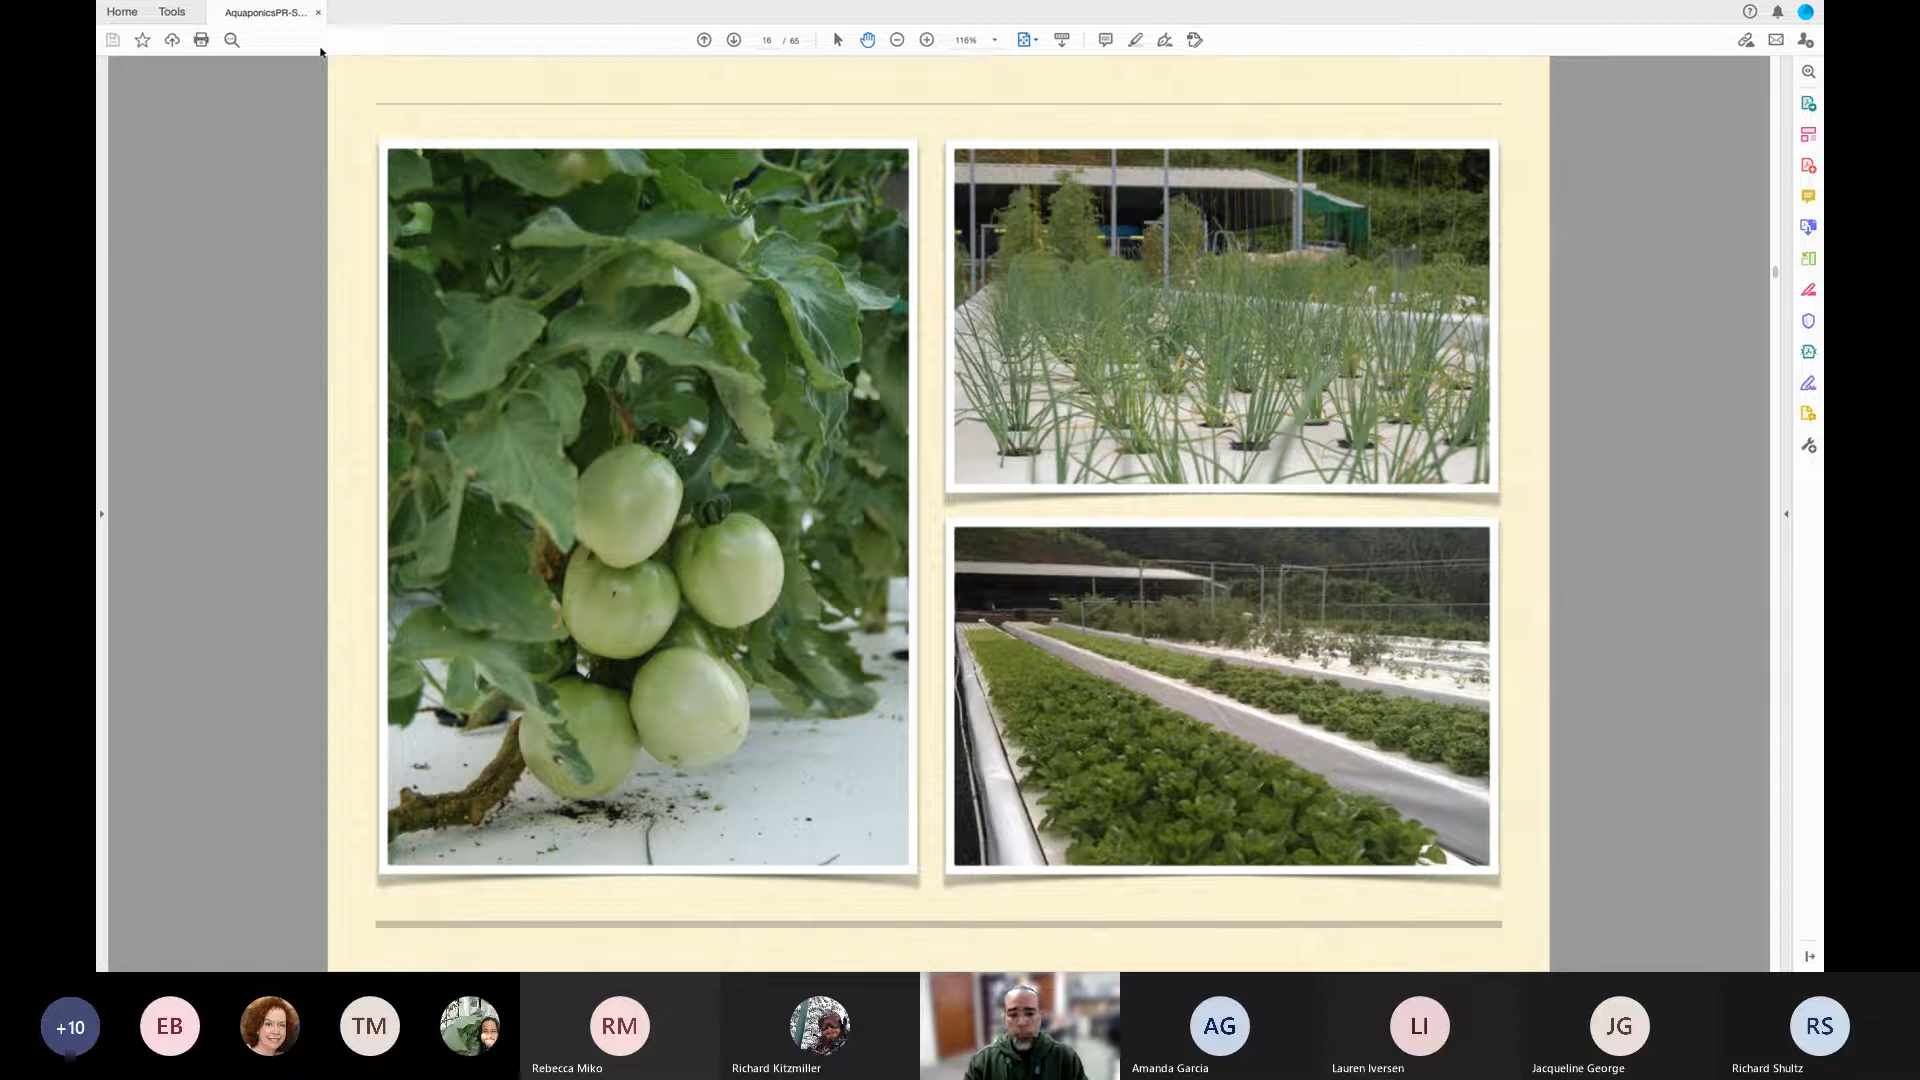 Home Tools AquaponicsPR-S... ×
16 / 65 116%
+10 EB TM RM AG LI JG RS
Rebecca Miko Richard Kitzmiller Amanda Garcia Lauren Iversen Jacqueline George Richard Shultz